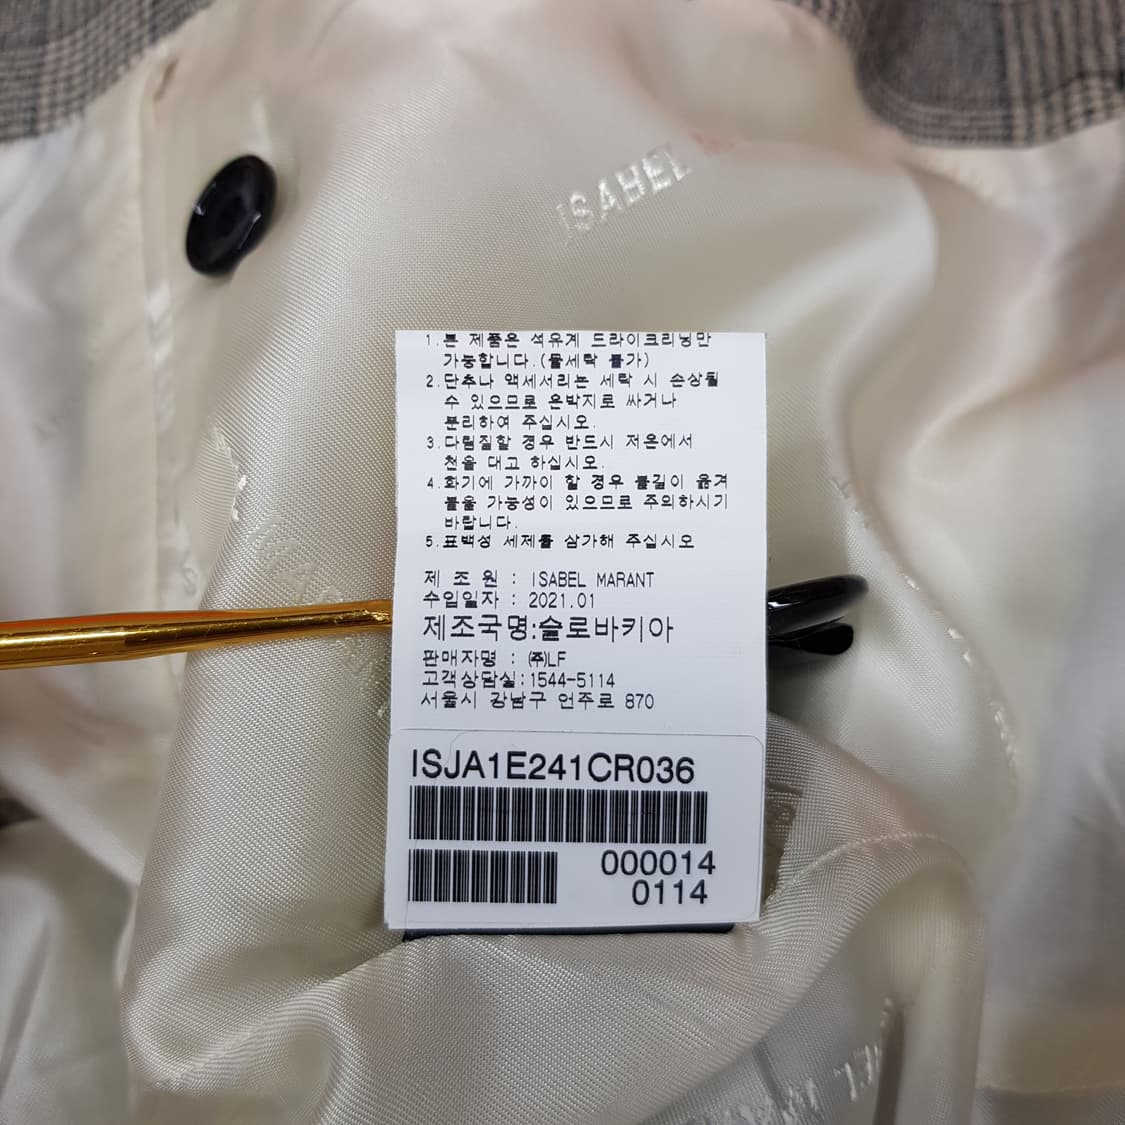 ISABEL
1.본 제품은 석유계 드라이크리닝만
가능합니다.(물세탁 불가)
2.단추나 액세서리는 세탁 시 손상될
수 있으므로 은박지로 싸거나
분리하여 주십시오.
3.다림질할 경우 반드시 저온에서
천을 대고 하십시오.
4.화기에 가까이 할 경우 불길이 옮겨
붙을 가능성이 있으므로 주의하시기
바랍니다.
5.표백성 세제를 삼가해 주십시오
제 조 원 : ISABEL MARANT
수입일자 : 2021.01
제조국명:슬로바키아
판매자명 : ㈜LF
고객상담실:1544-5114
서울시 강남구 언주로 870
ISJA1E241CR036
000014
0114